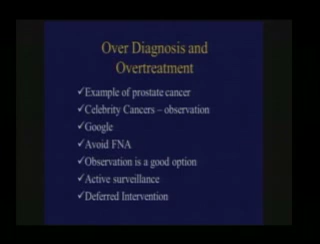 Over Diagnosis and
Overtreatment
✓Example of prostate cancer
✓Celebrity Cancers – observation
✓Google
✓Avoid FNA
✓Observation is a good option
✓Active surveillance
✓Deferred Intervention